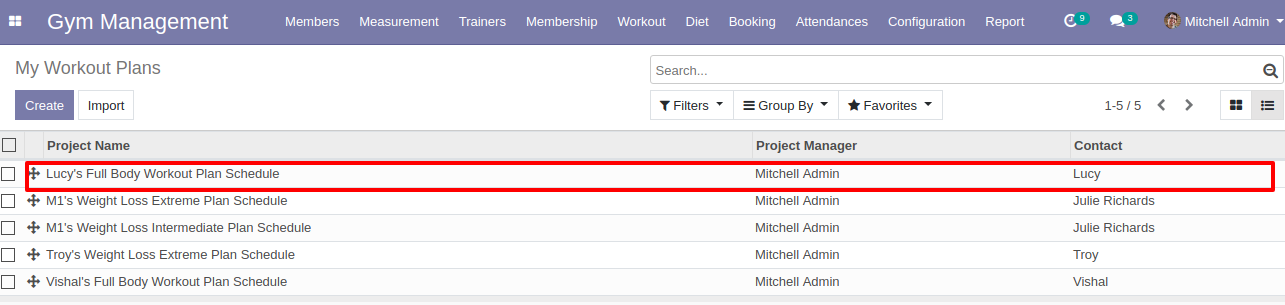 Gym Management Members Measurement Trainers Membership Workout Diet Booking Attendances Configuration Report 9 3 Mitchell Admin
My Workout Plans Search...
Create Import Filters Group By Favorites 1-5 / 5
Project Name Project Manager Contact
Lucy's Full Body Workout Plan Schedule Mitchell Admin Lucy
M1's Weight Loss Extreme Plan Schedule Mitchell Admin Julie Richards
M1's Weight Loss Intermediate Plan Schedule Mitchell Admin Julie Richards
Troy's Weight Loss Extreme Plan Schedule Mitchell Admin Troy
Vishal's Full Body Workout Plan Schedule Mitchell Admin Vishal